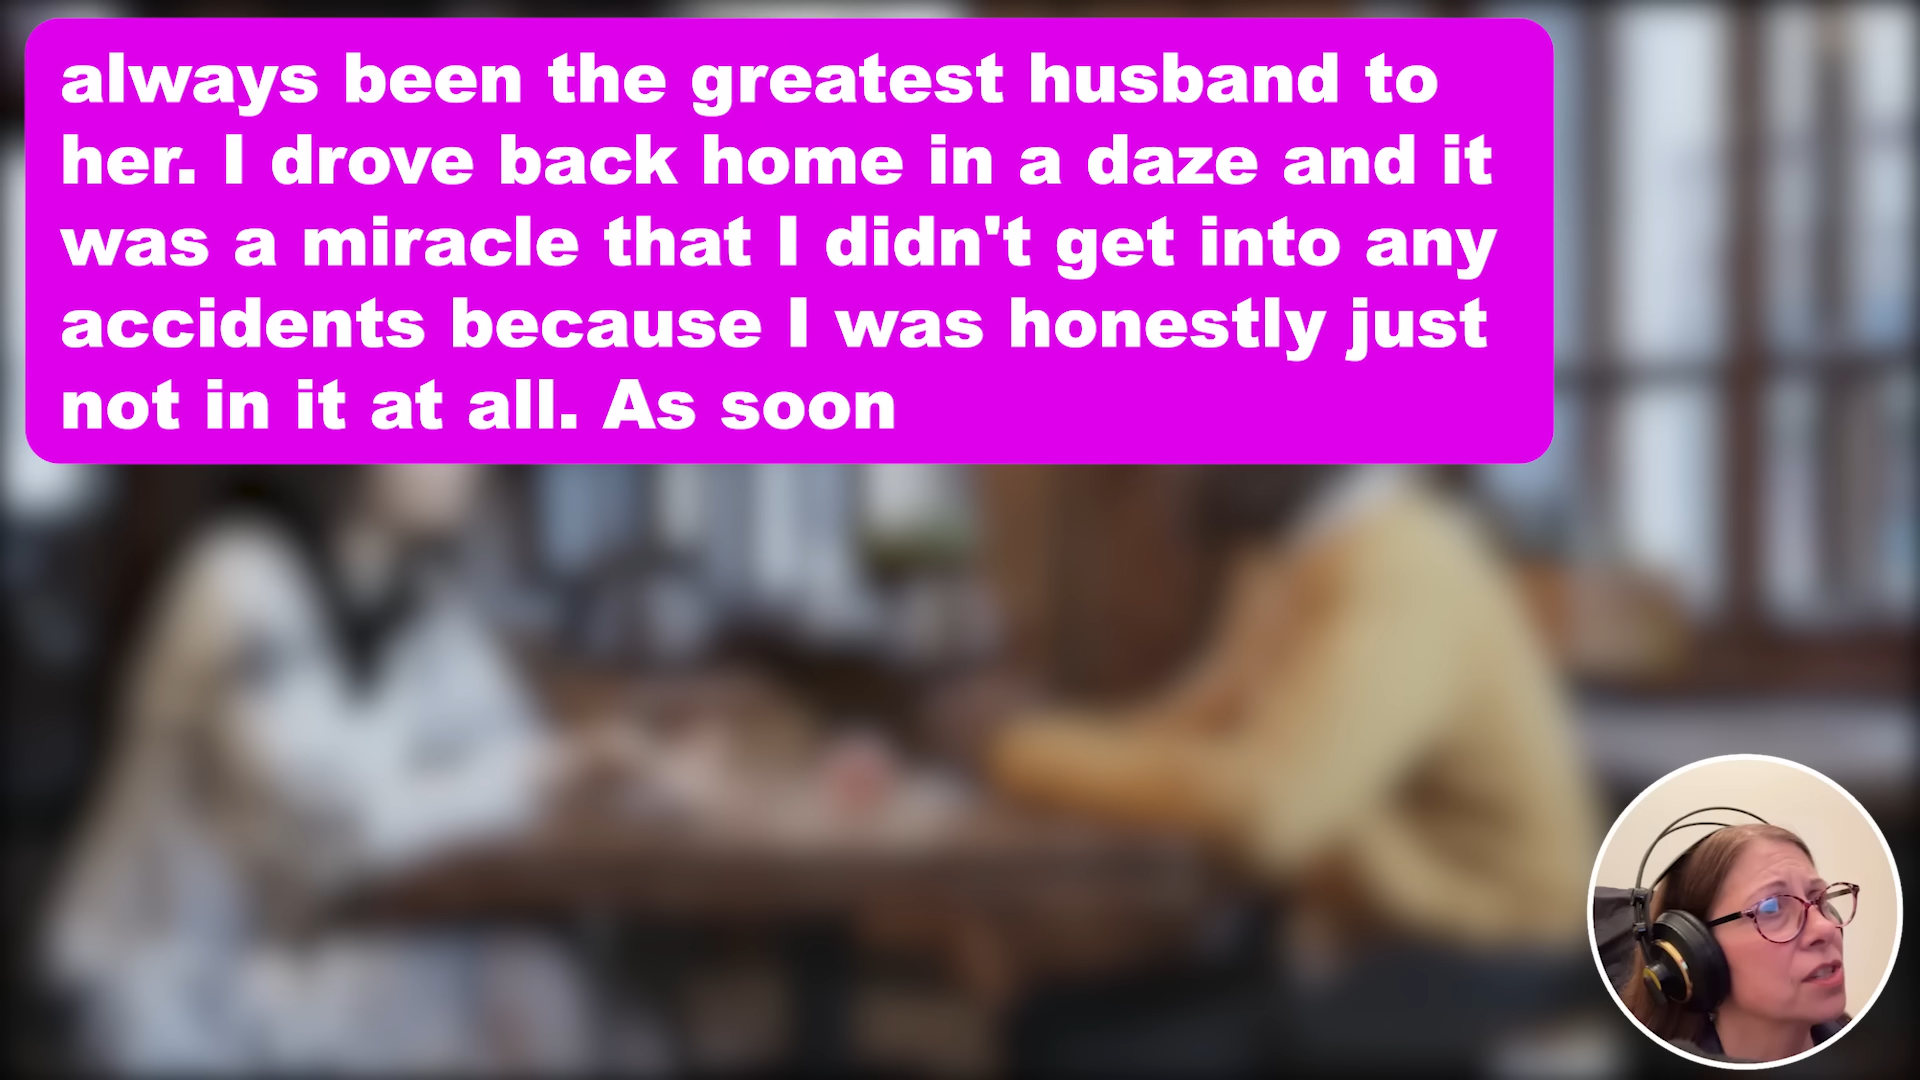 always been the greatest husband to
her. I drove back home in a daze and it
was a miracle that I didn't get into any
accidents because I was honestly just
not in it at all. As soon